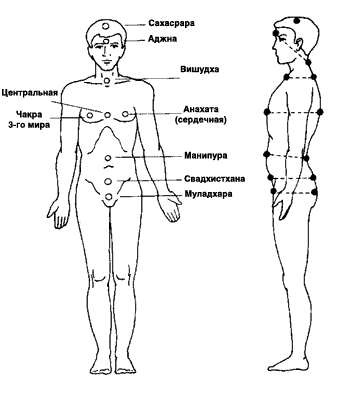 Сахасрара
Аджна
Вишудха
Центральная
Чакра
3-го мира
Анахата
(сердечная)
Манипура
Свадхистхана
Муладхара